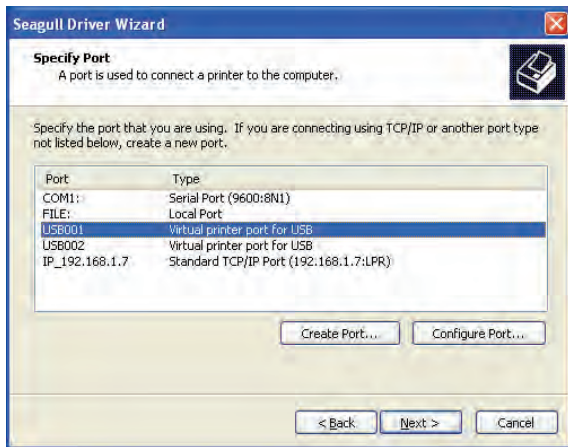 Seagull Driver Wizard
Specify Port
A port is used to connect a printer to the computer.
Specify the port that you are using. If you are connecting using TCP/IP or another port type
not listed below, create a new port.
Port Type
COM1: Serial Port (9600:8N1)
FILE: Local Port
USB001 Virtual printer port for USB
USB002 Virtual printer port for USB
IP_192.168.1.7 Standard TCP/IP Port (192.168.1.7:LPR)
Create Port... Configure Port...
< Back Next > Cancel